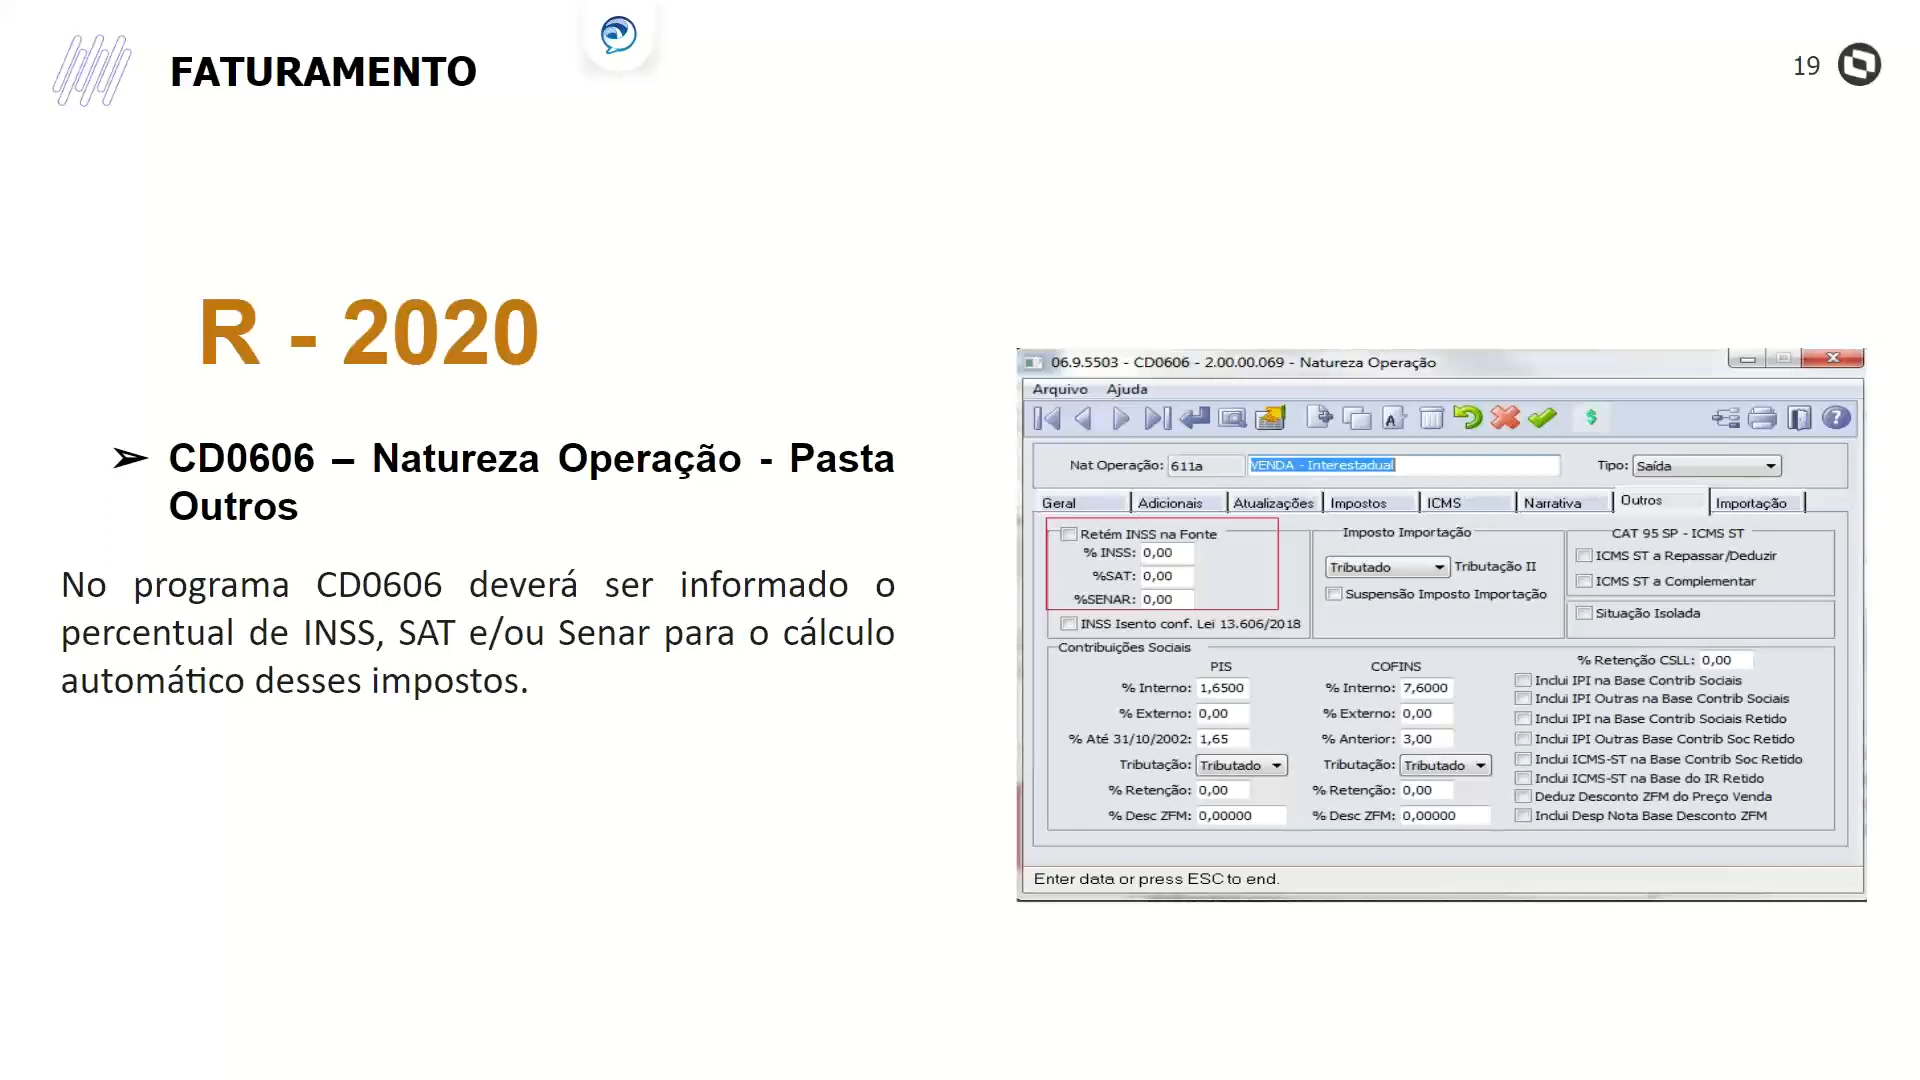 FATURAMENTO
19
R - 2020
➢ CD0606 – Natureza Operação - Pasta
Outros
No programa CD0606 deverá ser informado o
percentual de INSS, SAT e/ou Senar para o cálculo
automático desses impostos.
06.9.5503 - CD0606 - 2.00.00.069 - Natureza Operação
Arquivo Ajuda
Nat Operação: 611a VENDA - Interestadual Tipo: Saída
Geral Adicionais Atualizações Impostos ICMS Narrativa Outros Importação
Retém INSS na Fonte
% INSS: 0,00
%SAT: 0,00
%SENAR: 0,00
INSS Isento conf. Lei 13.606/2018
Imposto Importação
Tributado Tributação II
Suspensão Imposto Importação
CAT 95 SP - ICMS ST
ICMS ST a Repassar/Deduzir
ICMS ST a Complementar
Situação Isolada
Contribuições Sociais
PIS
% Interno: 1,6500
% Externo: 0,00
% Até 31/10/2002: 1,65
Tributação: Tributado
% Retenção: 0,00
% Desc ZFM: 0,00000
COFINS
% Interno: 7,6000
% Externo: 0,00
% Anterior: 3,00
Tributação: Tributado
% Retenção: 0,00
% Desc ZFM: 0,00000
% Retenção CSLL: 0,00
Inclui IPI na Base Contrib Sociais
Inclui IPI Outras na Base Contrib Sociais
Inclui IPI na Base Contrib Sociais Retido
Inclui IPI Outras Base Contrib Soc Retido
Inclui ICMS-ST na Base Contrib Soc Retido
Inclui ICMS-ST na Base do IR Retido
Deduz Desconto ZFM do Preço Venda
Inclui Desp Nota Base Desconto ZFM
Enter data or press ESC to end.